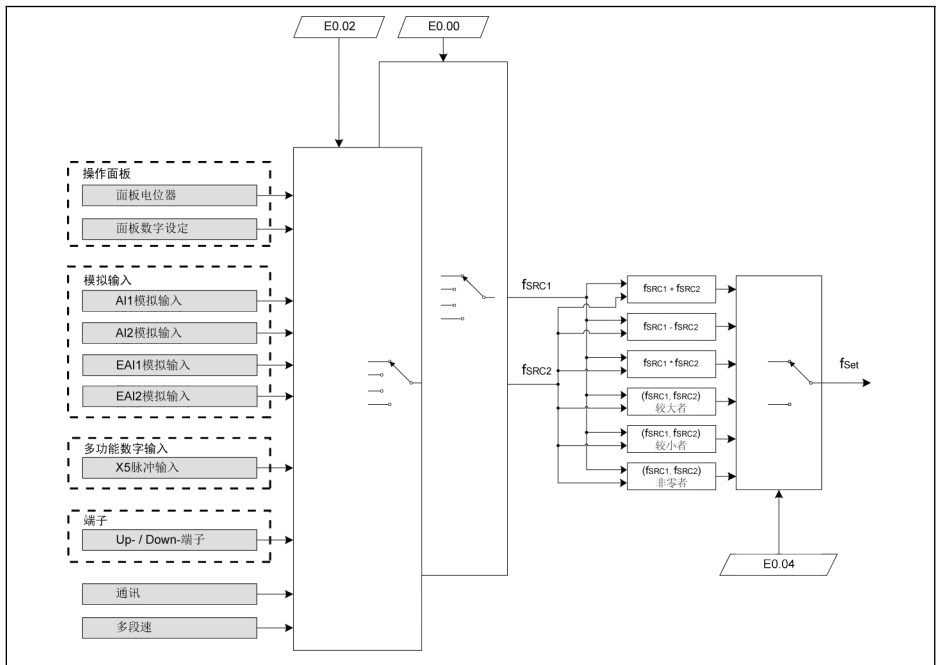 E0.02
E0.00
操作面板
面板电位器
面板数字设定
模拟输入
AI1模拟输入
AI2模拟输入
EAI1模拟输入
EAI2模拟输入
多功能数字输入
X5脉冲输入
端子
Up- / Down-端子
通讯
多段速
fSRC1
fSRC2
fSRC1 + fSRC2
fSRC1 - fSRC2
fSRC1 * fSRC2
(fSRC1, fSRC2)
较大者
(fSRC1, fSRC2)
较小者
(fSRC1, fSRC2)
非零者
fSet
E0.04